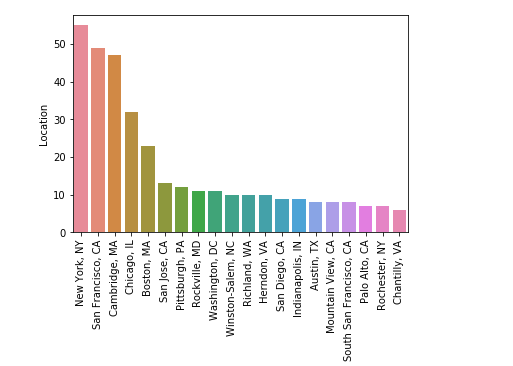 50
40
30
20
10
0
Location
New York, NY
San Francisco, CA
Cambridge, MA
Chicago, IL
Boston, MA
San Jose, CA
Pittsburgh, PA
Rockville, MD
Washington, DC
Winston-Salem, NC
Richland, WA
Herndon, VA
San Diego, CA
Indianapolis, IN
Austin, TX
Mountain View, CA
South San Francisco, CA
Palo Alto, CA
Rochester, NY
Chantilly, VA